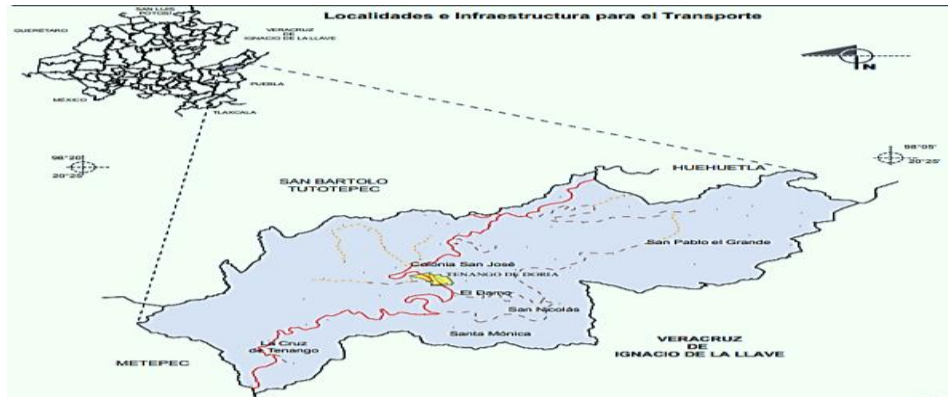 Localidades e Infraestructura para el Transporte
SAN LUIS
POTOSÍ
QUERÉTARO
VERACRUZ
DE
IGNACIO DE LA LLAVE
PUEBLA
MÉXICO
TLAXCALA
N
98°20'
20°25'
98°05'
20°25'
HUEHUETLA
SAN BARTOLO
TUTOTEPEC
San Pablo el Grande
Colonia San José
TENANGO DE DORIA
El Damo
San Nicolás
Santa Mónica
La Cruz
de Tenango
METEPEC
VERACRUZ
DE
IGNACIO DE LA LLAVE